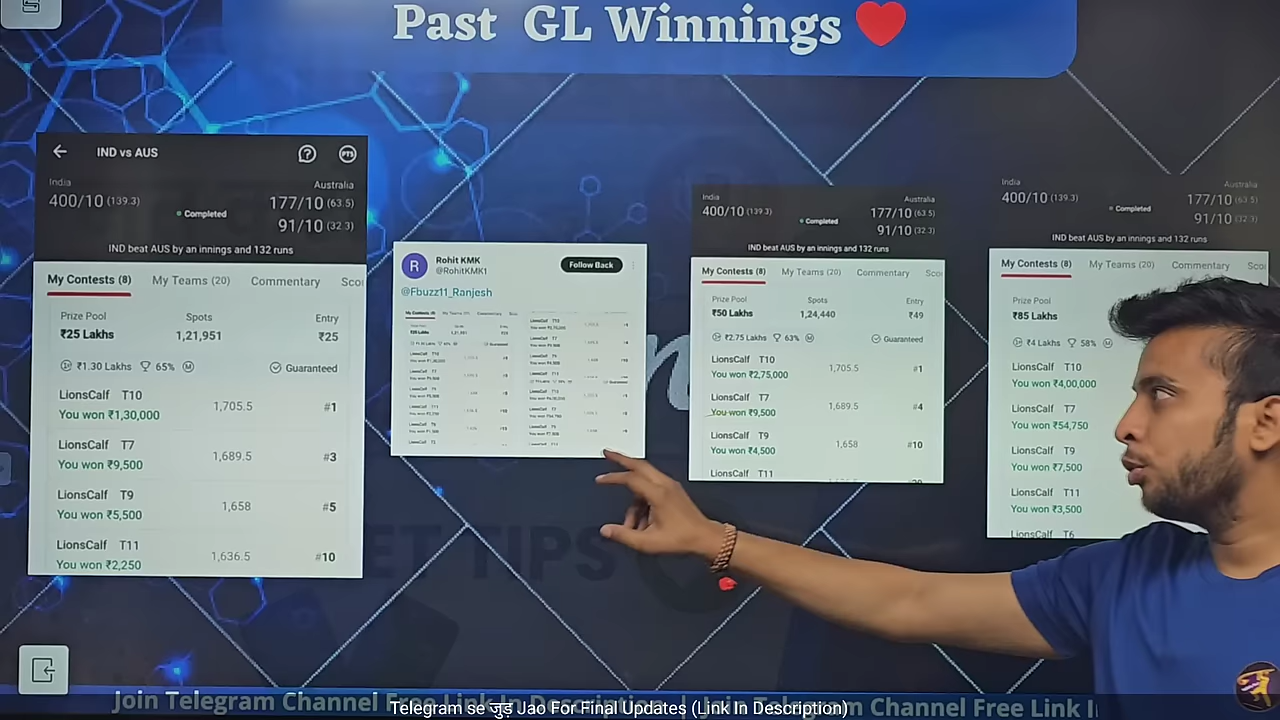 Past GL Winnings
IND vs AUS
PTS
India
Australia
400/10 (139.3)
177/10 (63.5)
Completed
91/10 (32.3)
IND beat AUS by an innings and 132 runs
My Contests (8) My Teams (20) Commentary
Prize Pool Spots Entry
₹25 Lakhs 1,21,951 ₹25
₹1.30 Lakhs 65% M Guaranteed
LionsCalf T10
You won ₹1,30,000 1,705.5 #1
LionsCalf T7
You won ₹9,500 1,689.5 #3
LionsCalf T9
You won ₹5,500 1,658 #5
LionsCalf T11
You won ₹2,250 1,636.5 #10
R
Rohit KMK
@RohitKMK1
Follow Back
@Fbuzz11_Ranjesh
India
Australia
400/10 (139.3)
177/10 (63.5)
Completed
91/10 (32.3)
IND beat AUS by an innings and 132 runs
My Contests (8) My Teams (20) Commentary
Prize Pool Spots Entry
₹50 Lakhs 1,24,440 ₹49
₹2.75 Lakhs 63% M Guaranteed
LionsCalf T10
You won ₹2,75,000 1,705.5 #1
LionsCalf T7
You won ₹9,500 1,689.5 #4
LionsCalf T9
You won ₹4,500 1,658 #10
LionsCalf T11
India
Australia
400/10 (139.3)
177/10 (63.5)
Completed
91/10 (32.3)
IND beat AUS by an innings and 132 runs
My Contests (8) My Teams (20) Commentary
Prize Pool
₹85 Lakhs
₹4 Lakhs 58% M
LionsCalf T10
You won ₹4,00,000
LionsCalf T7
You won ₹54,750
LionsCalf T9
You won ₹7,500
LionsCalf T11
You won ₹3,500
LionsCalf T6
ET TIPS
Join Telegram Channel Free Link In Description | Join Telegram Channel Free Link I
Telegram se जुड़ Jao For Final Updates (Link In Description)